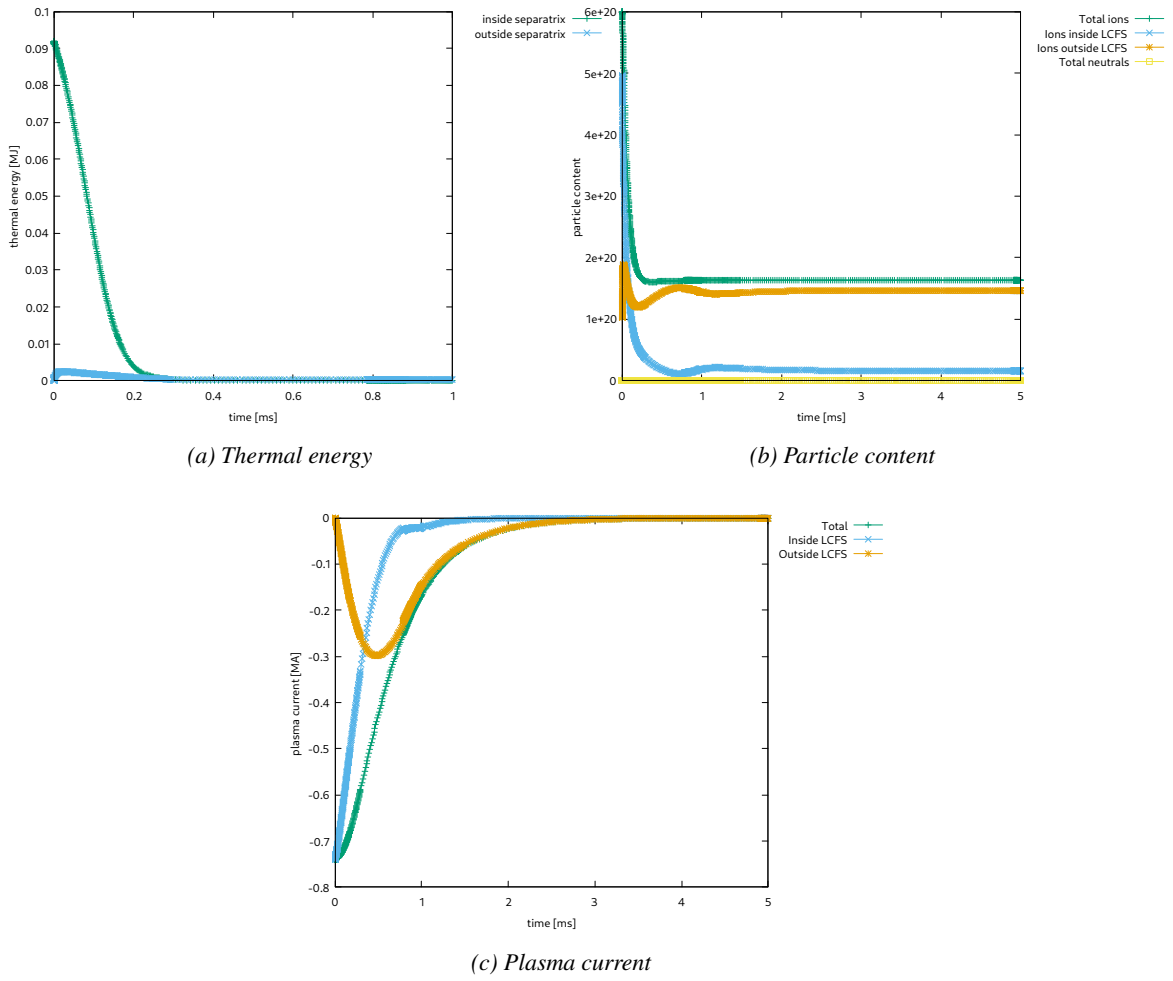 0.1
0.09
0.08
0.07
0.06
0.05
0.04
0.03
0.02
0.01
0
thermal energy [MJ]
0 0.2 0.4 0.6 0.8 1
time [ms]
inside separatrix
outside separatrix
(a) Thermal energy
6e+20
5e+20
4e+20
3e+20
2e+20
1e+20
0
particle content
0 1 2 3 4 5
time [ms]
Total ions
Ions inside LCFS
Ions outside LCFS
Total neutrals
(b) Particle content
0
-0.1
-0.2
-0.3
-0.4
-0.5
-0.6
-0.7
-0.8
plasma current [MA]
0 1 2 3 4 5
time [ms]
Total
Inside LCFS
Outside LCFS
(c) Plasma current